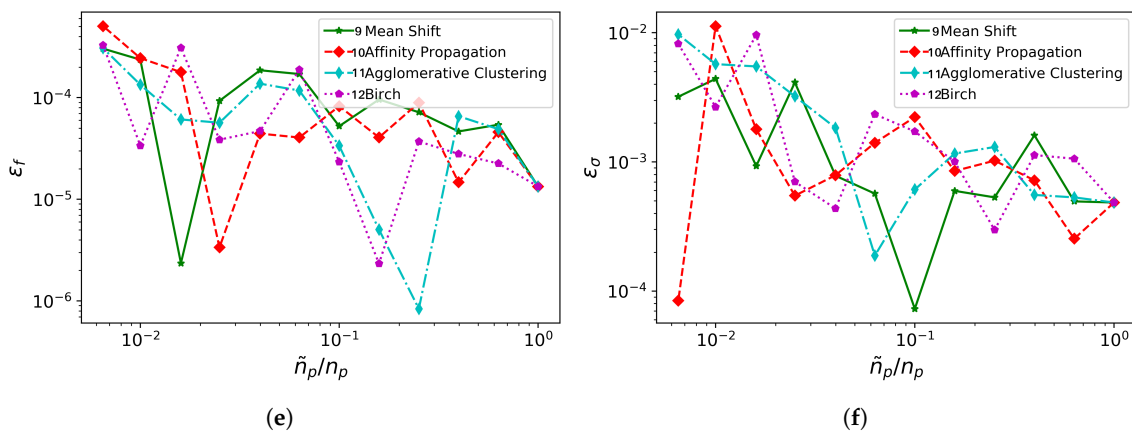 10⁻⁴
10⁻⁵
10⁻⁶
ε_f
9 Mean Shift
10 Affinity Propagation
11 Agglomerative Clustering
12 Birch
10⁻²
10⁻¹
10⁰
ñ_p/n_p
(e)
10⁻²
10⁻³
10⁻⁴
ε_σ
9 Mean Shift
10 Affinity Propagation
11 Agglomerative Clustering
12 Birch
10⁻²
10⁻¹
10⁰
ñ_p/n_p
(f)